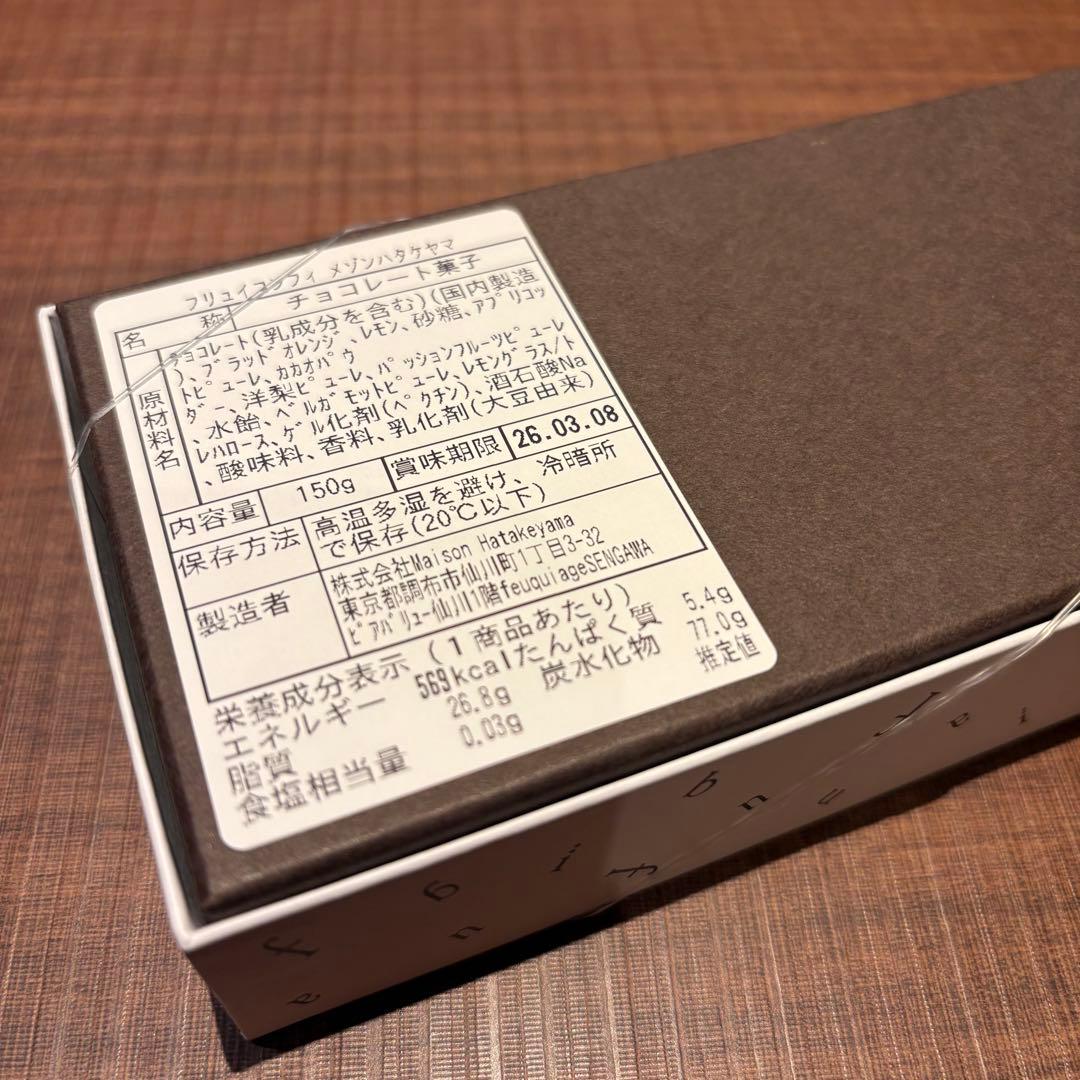 フリュイコンフィ メゾンハタケヤマ
名 称 チョコレート菓子
原材料名 チョコレート(乳成分を含む))(国内製造
)、ブラッドオレンジ、レモン、砂糖、アプリコッ
トピューレ、カカオパウ
ダー、洋梨ピューレ、パッションフルーツピューレ
、水飴、ベルガモットピューレ、レモングラス/ト
レハロース、ゲル化剤(ペクチン)、酒石酸Na
、酸味料、香料、乳化剤(大豆由来)
内容量 150g 賞味期限 26.03.08
保存方法 高温多湿を避け、冷暗所
で保存(20℃以下)
製造者 株式会社Maison Hatakeyama
東京都調布市仙川町1丁目3-32
ビアバリュー仙川1階feuquiageSENGAWA
栄養成分表示 (1商品あたり)
エネルギー 569kcal たんぱく質 5.4g
脂質 26.8g 炭水化物 77.0g
食塩相当量 0.03g 推定値